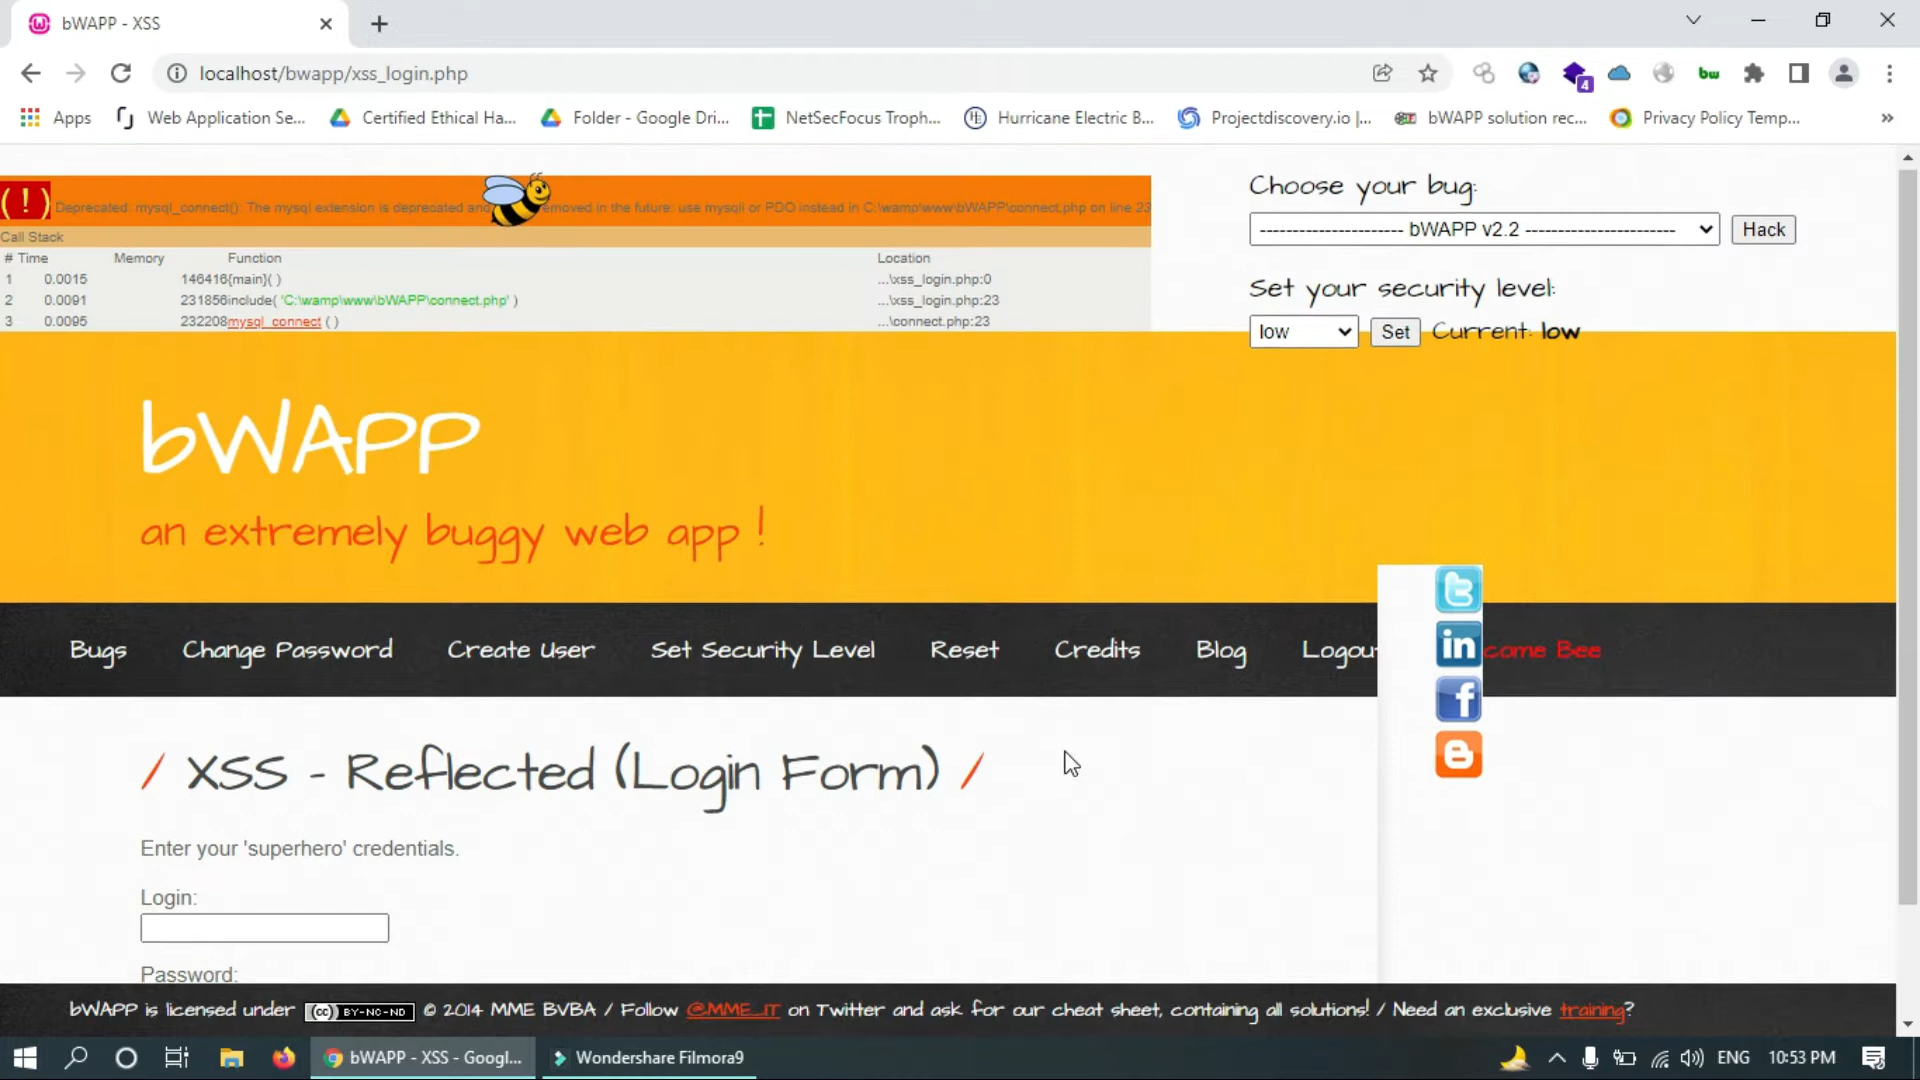 bWAPP - XSS
localhost/bwapp/xss_login.php
4
bw
Apps
Web Application Se...
Certified Ethical Ha...
Folder - Google Dri...
NetSecFocus Troph...
Hurricane Electric B...
Projectdiscovery.io |...
bWAPP solution rec...
Privacy Policy Temp...
»
( ! ) Deprecated: mysql_connect(): The mysql extension is deprecated and removed in the future: use mysqli or PDO instead in C:\wamp\www\bWAPP\connect.php on line 23
Call Stack
# Time Memory Function Location
1 0.0015 146416 {main}( ) ...\xss_login.php:0
2 0.0091 231856 include( 'C:\wamp\www\bWAPP\connect.php' ) ...\xss_login.php:23
3 0.0095 232208 mysql_connect ( ) ...\connect.php:23
Choose your bug:
---------------------- bWAPP v2.2 ----------------------- Hack
Set your security level:
low Set Current: low
bWAPP
an extremely buggy web app !
Bugs Change Password Create User Set Security Level Reset Credits Blog Logou come Bee
/ XSS - Reflected (Login Form) /
Enter your 'superhero' credentials.
Login:
Password:
bWAPP is licensed under (cc) BY-NC-ND © 2014 MME BVBA / Follow @MME_IT on Twitter and ask for our cheat sheet, containing all solutions! / Need an exclusive training?
bWAPP - XSS - Googl...
Wondershare Filmora9
ENG 10:53 PM